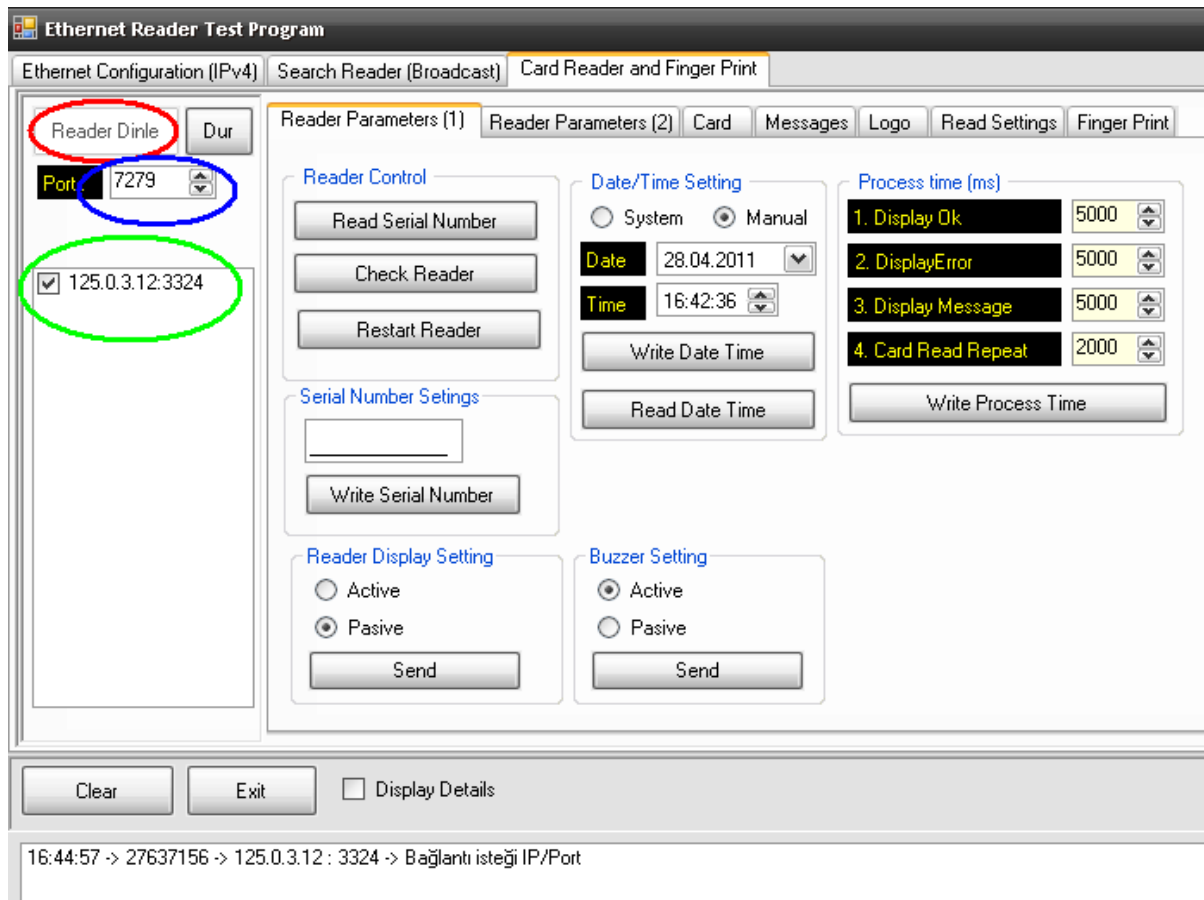 Ethernet Reader Test Program
Ethernet Configuration (IPv4) Search Reader (Broadcast) Card Reader and Finger Print
Reader Dinle Dur
Port: 7279
125.0.3.12:3324
Reader Parameters (1) Reader Parameters (2) Card Messages Logo Read Settings Finger Print
Reader Control
Read Serial Number
Check Reader
Restart Reader
Serial Number Setings
Write Serial Number
Date/Time Setting
System Manual
Date 28.04.2011
Time 16:42:36
Write Date Time
Read Date Time
Process time (ms)
1. Display Ok 5000
2. DisplayError 5000
3. Display Message 5000
4. Card Read Repeat 2000
Write Process Time
Reader Display Setting
Active
Pasive
Send
Buzzer Setting
Active
Pasive
Send
Clear Exit Display Details
16:44:57 -> 27637156 -> 125.0.3.12 : 3324 -> Bağlantı isteği IP/Port